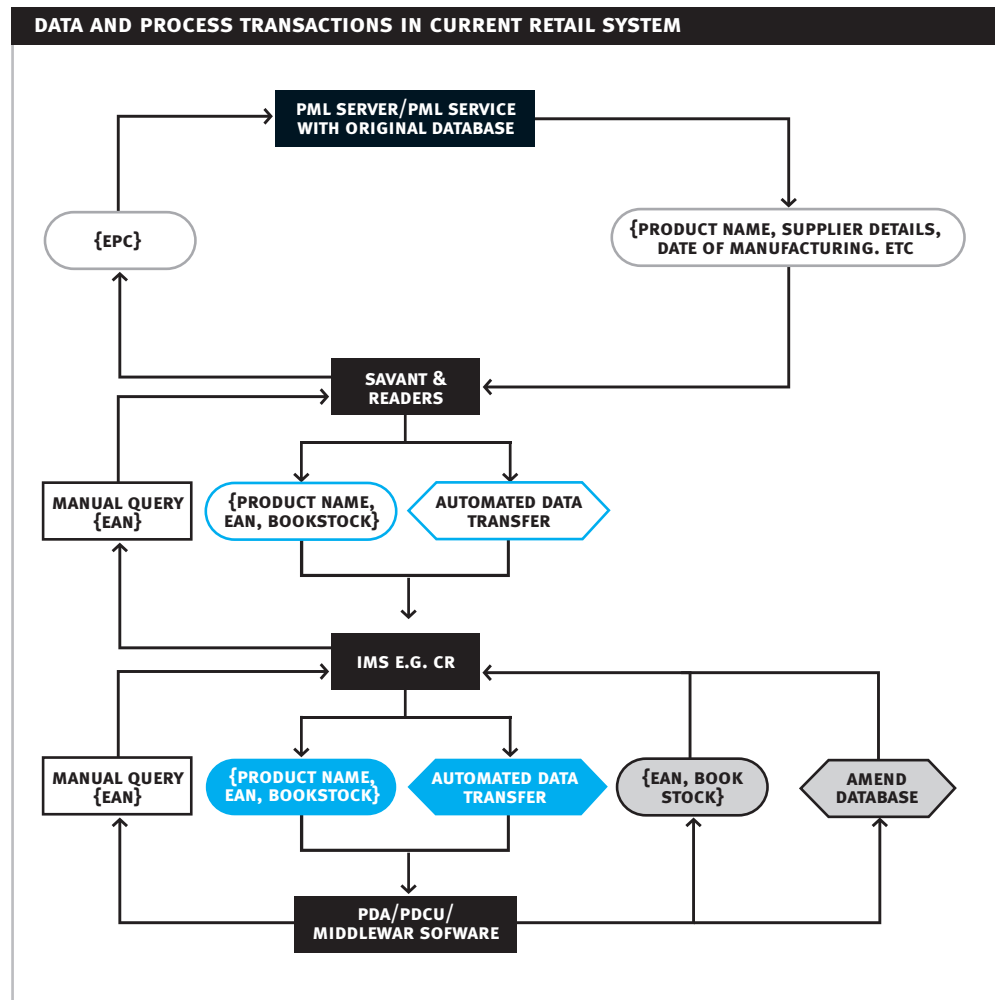 DATA AND PROCESS TRANSACTIONS IN CURRENT RETAIL SYSTEM
PML SERVER/PML SERVICE
WITH ORIGINAL DATABASE
{EPC}
{PRODUCT NAME, SUPPLIER DETAILS,
DATE OF MANUFACTURING. ETC
SAVANT &
READERS
MANUAL QUERY
{EAN}
{PRODUCT NAME,
EAN, BOOKSTOCK}
AUTOMATED DATA
TRANSFER
IMS E.G. CR
MANUAL QUERY
{EAN}
{PRODUCT NAME,
EAN, BOOKSTOCK}
AUTOMATED DATA
TRANSFER
{EAN, BOOK
STOCK}
AMEND
DATABASE
PDA/PDCU/
MIDDLEWAR SOFWARE